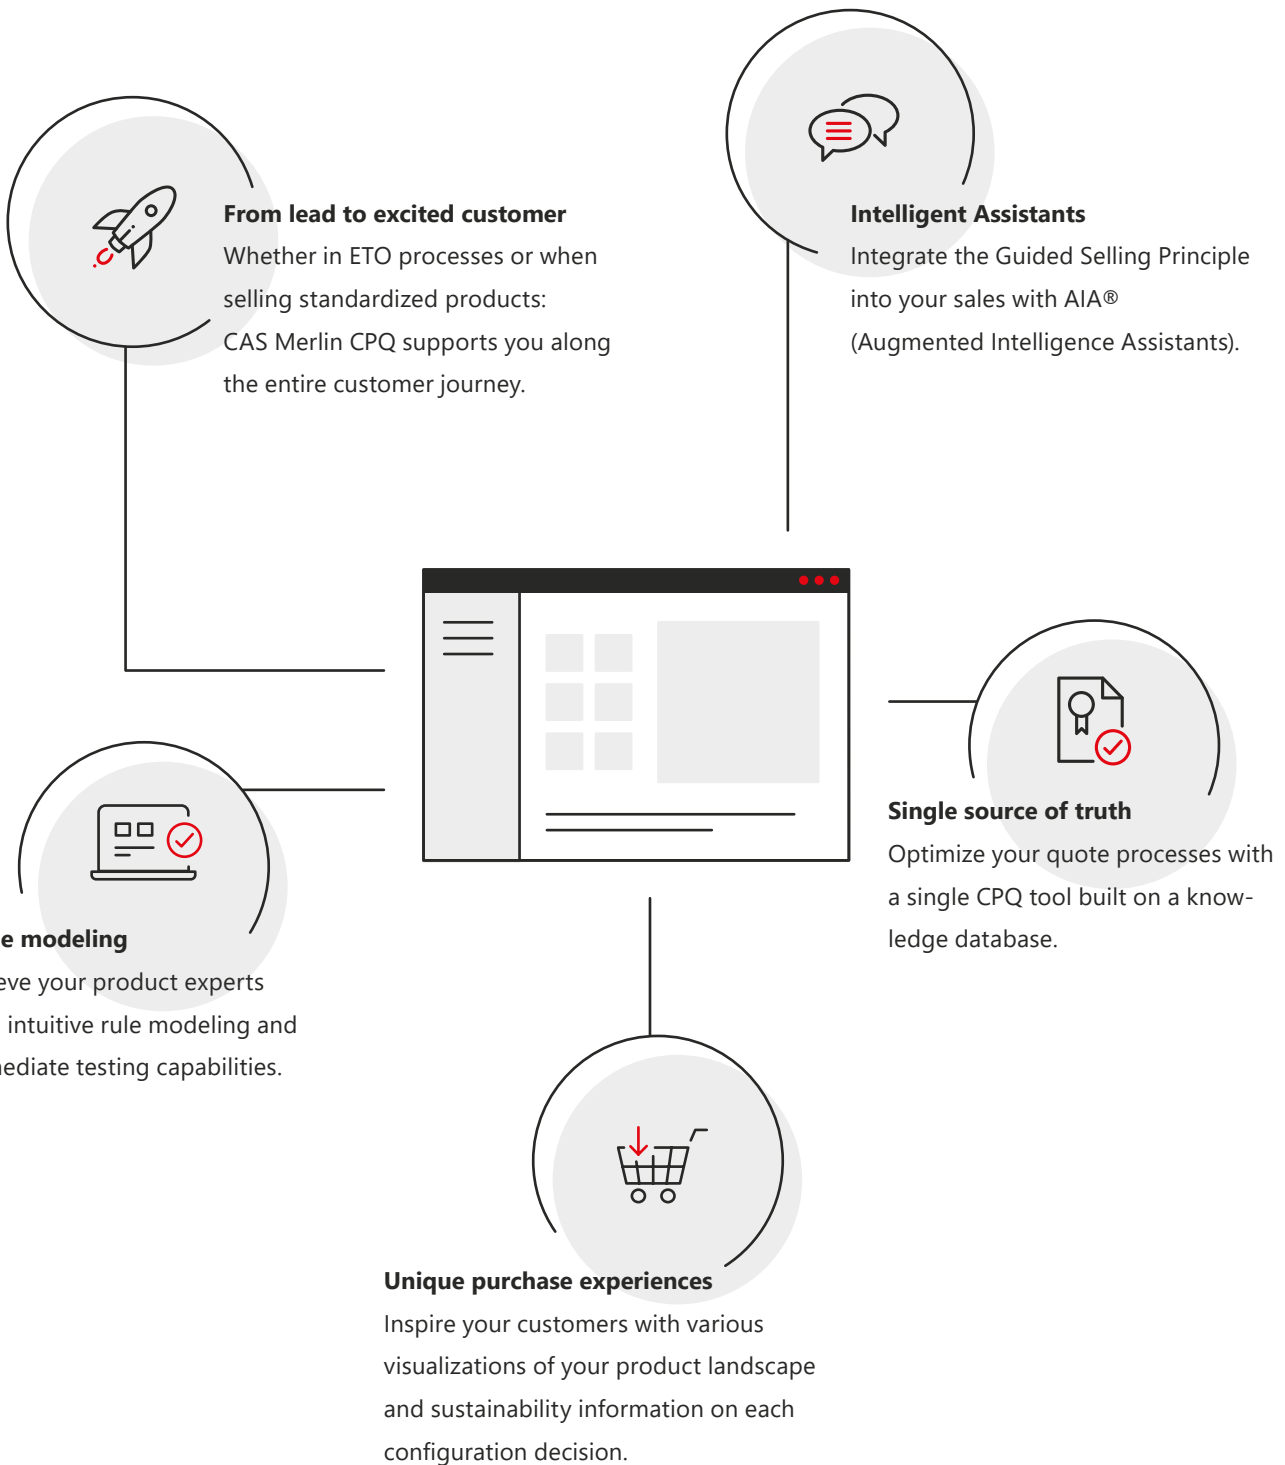 From lead to excited customer
Whether in ETO processes or when
selling standardized products:
CAS Merlin CPQ supports you along
the entire customer journey.
Intelligent Assistants
Integrate the Guided Selling Principle
into your sales with AIA®
(Augmented Intelligence Assistants).
Single source of truth
Optimize your quote processes with
a single CPQ tool built on a know-
ledge database.
modeling
your product experts
intuitive rule modeling and
testing capabilities.
Unique purchase experiences
Inspire your customers with various
visualizations of your product landscape
and sustainability information on each
configuration decision.